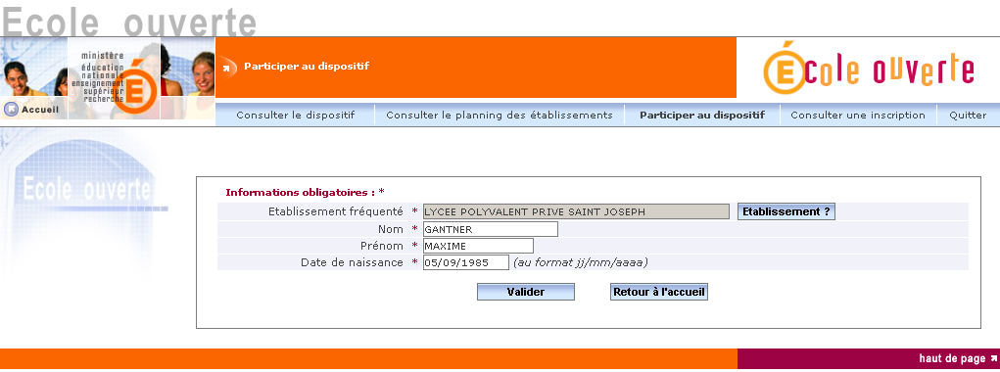 Ecole ouverte
ministère
éducation
nationale
enseignement
supérieur
recherche
É
Participer au dispositif
École ouverte
Accueil
Consulter le dispositif
Consulter le planning des établissements
Participer au dispositif
Consulter une inscription
Quitter
Ecole ouverte
Informations obligatoires : *
Etablissement fréquenté * LYCEE POLYVALENT PRIVE SAINT JOSEPH Etablissement ?
Nom * GANTNER
Prénom * MAXIME
Date de naissance * 05/09/1985 (au format jj/mm/aaaa)
Valider Retour à l'accueil
haut de page